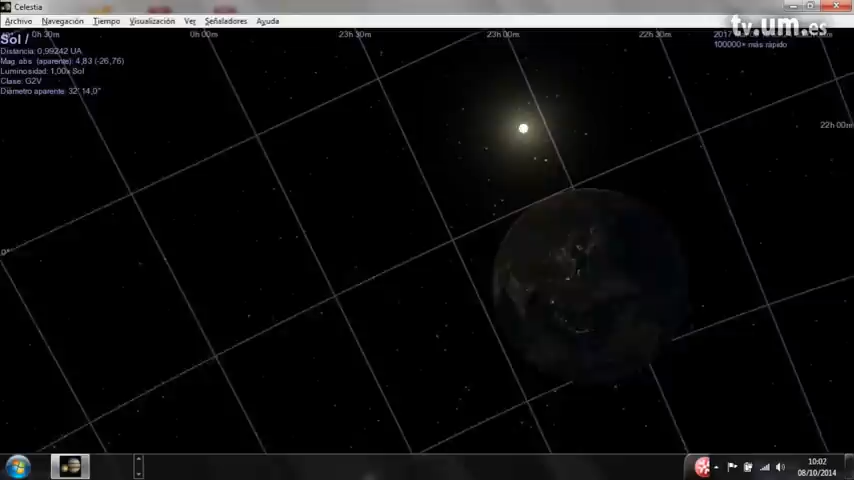 Celestia
Archivo Navegación Tiempo Visualización Ver Señaladores Ayuda
tv.um.es
0h 30m 0h 00m 23h 30m 23h 00m 22h 30m 2017
Sol /
100000× más rápido
Distancia: 0,99242 UA
Mag. abs (aparente): 4,83 (-26,76)
Luminosidad: 1,00x Sol
Clase: G2V
Diámetro aparente: 32' 14,0"
22h 00m
0°
10:02
08/10/2014